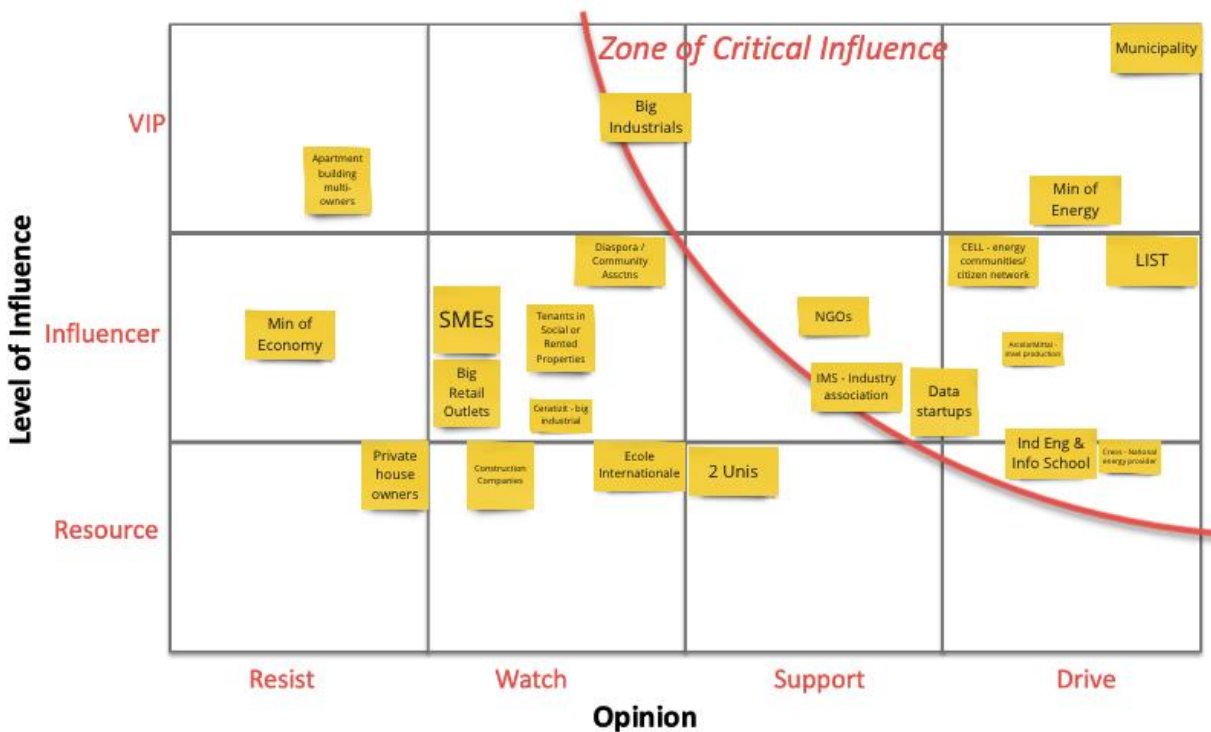 Zone of Critical Influence
Municipality
VIP
Big
Industrials
Apartment
building
multi-
owners
Min of
Energy
Level of Influence
Diaspora /
Community
Assctns
CELL - energy
communities/
citizen network
LIST
Influencer
Min of
Economy
SMEs
Tenants in
Social or
Rented
Properties
NGOs
ArcelorMittal -
steel production
Big
Retail
Outlets
Ceratizit - big
industrial
IMS - Industry
association
Data
startups
Resource
Private
house
owners
Construction
Companies
Ecole
Internationale
2 Unis
Ind Eng &
Info School
Creos - National
energy provider
Resist
Watch
Support
Drive
Opinion